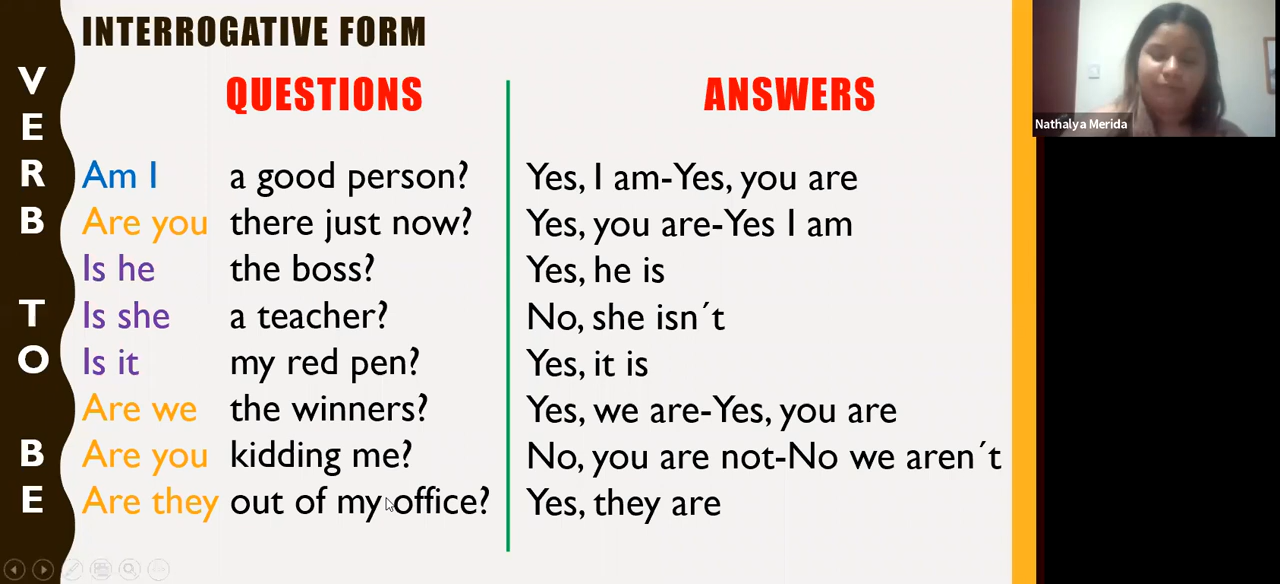 INTERROGATIVE FORM
VERB TO BE
QUESTIONS
ANSWERS
Am I a good person? Yes, I am-Yes, you are
Are you there just now? Yes, you are-Yes I am
Is he the boss? Yes, he is
Is she a teacher? No, she isn´t
Is it my red pen? Yes, it is
Are we the winners? Yes, we are-Yes, you are
Are you kidding me? No, you are not-No we aren´t
Are they out of my office? Yes, they are
Nathalya Merida